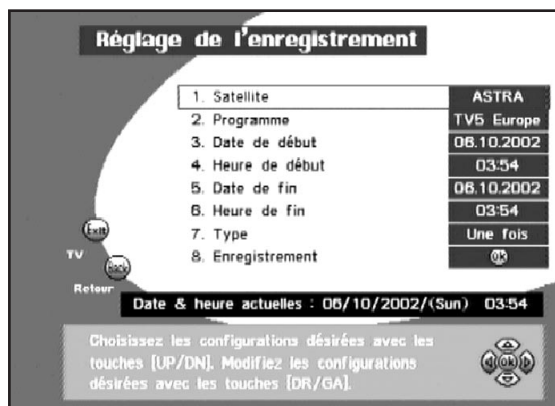 Réglage de l'enregistrement
1. Satellite ASTRA
2. Programme TV5 Europe
3. Date de début 06.10.2002
4. Heure de début 03:54
5. Date de fin 06.10.2002
6. Heure de fin 03:54
7. Type Une fois
8. Enregistrement Ok
Exit
TV
Back
Retour
Date & heure actuelles : 06/10/2002/(Sun) 03:54
Choisissez les configurations désirées avec les
touches [UP/DN]. Modifiez les configurations
désirées avec les touches [DR/GA].
Ok